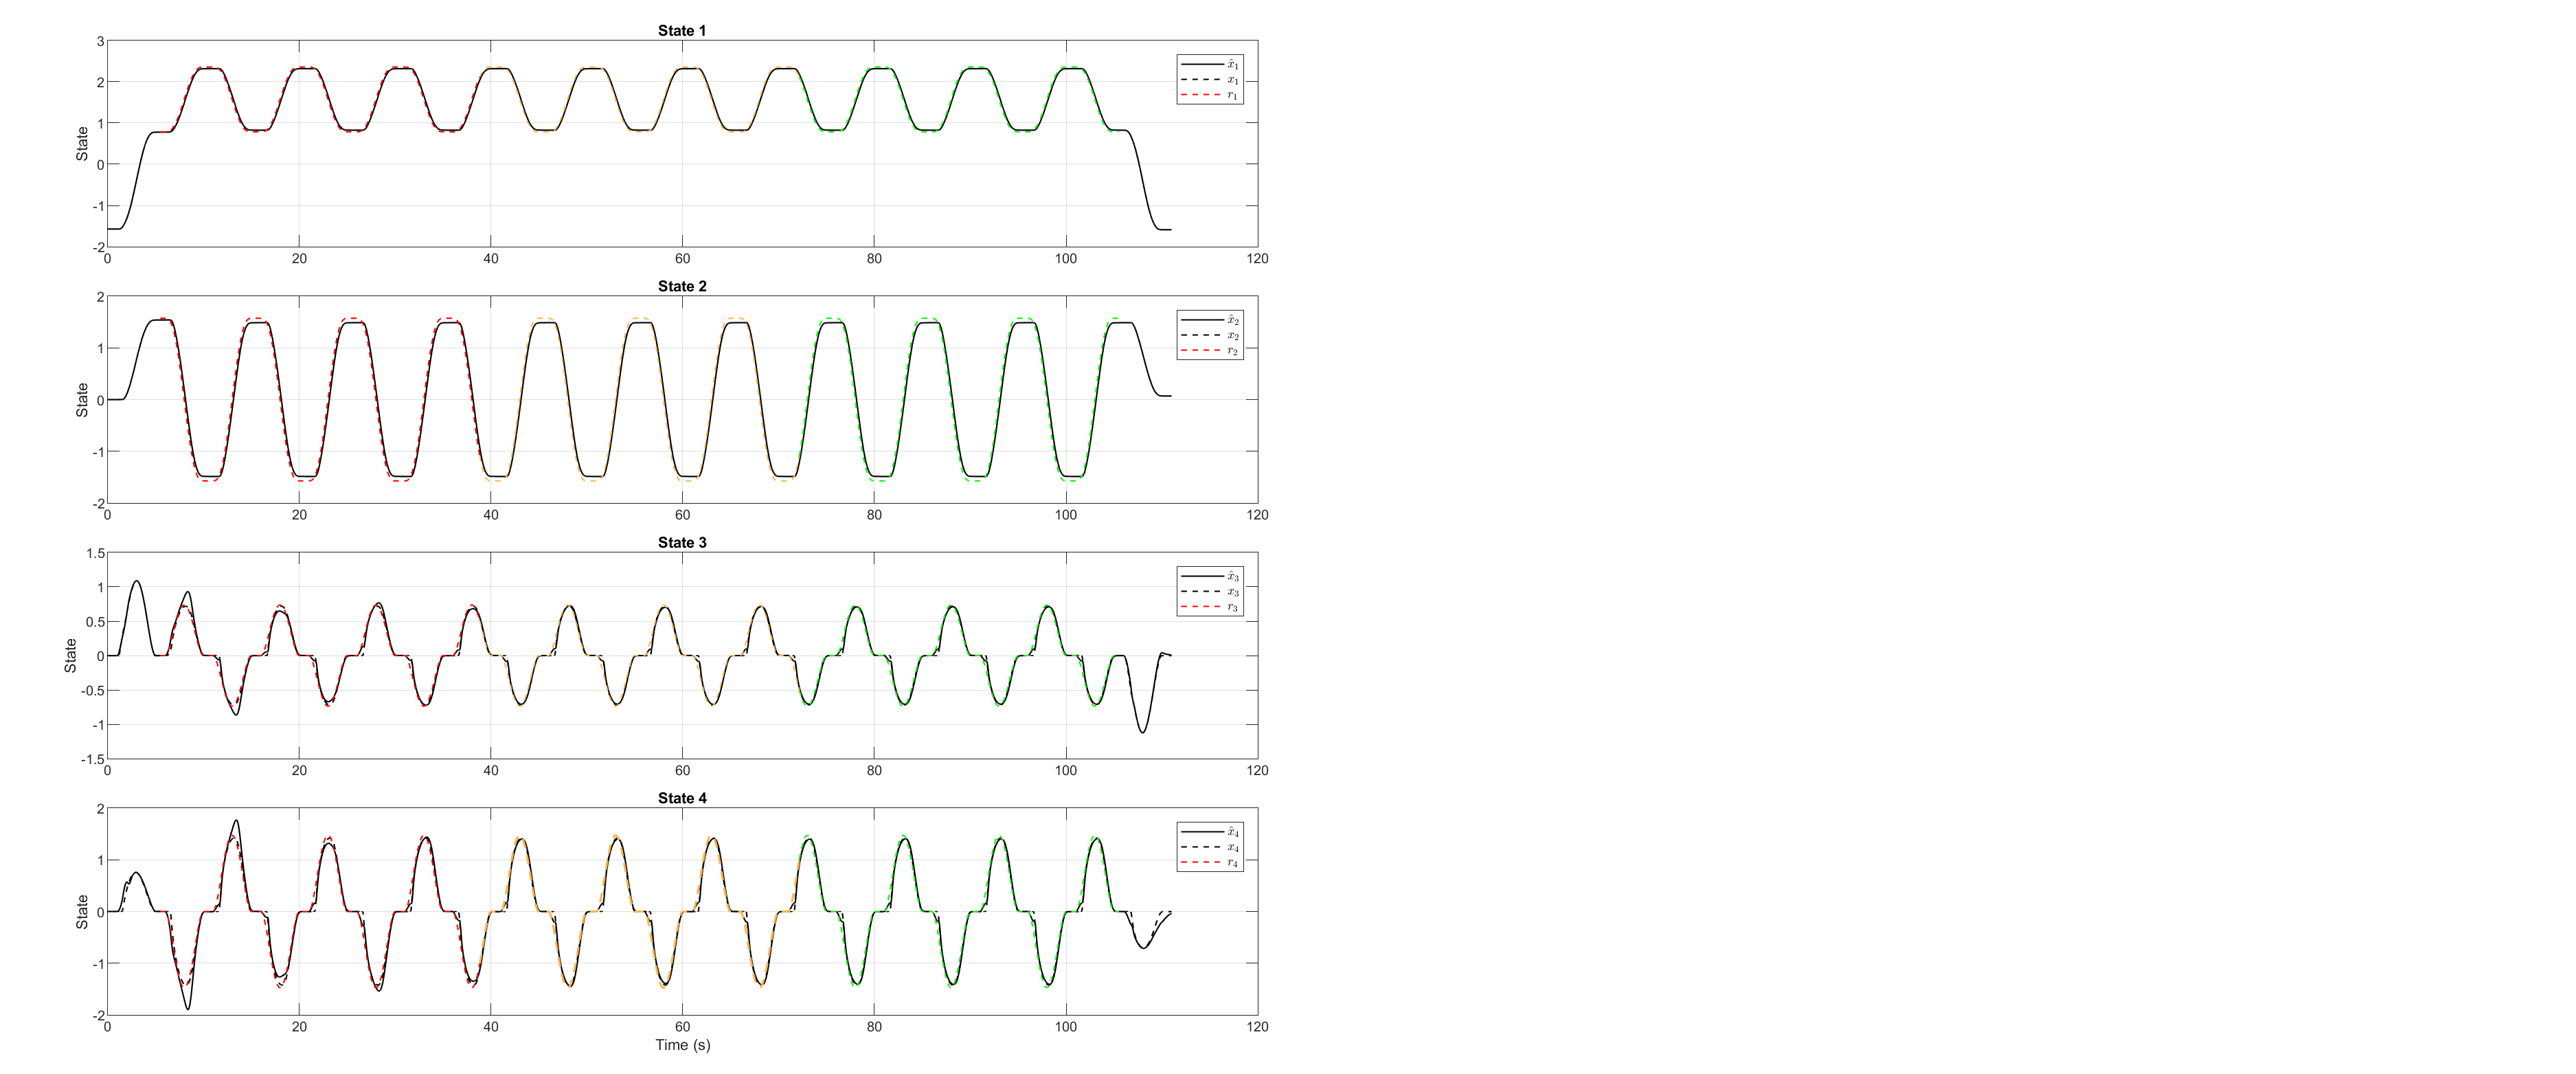 State 1
3
2
1
0
-1
-2
State
x̂₁
x₁
r₁
0 20 40 60 80 100 120
State 2
2
1
0
-1
-2
State
x̂₂
x₂
r₂
0 20 40 60 80 100 120
State 3
1.5
1
0.5
0
-0.5
-1
-1.5
State
x̂₃
x₃
r₃
0 20 40 60 80 100 120
State 4
2
1
0
-1
-2
State
x̂₄
x₄
r₄
0 20 40 60 80 100 120
Time (s)